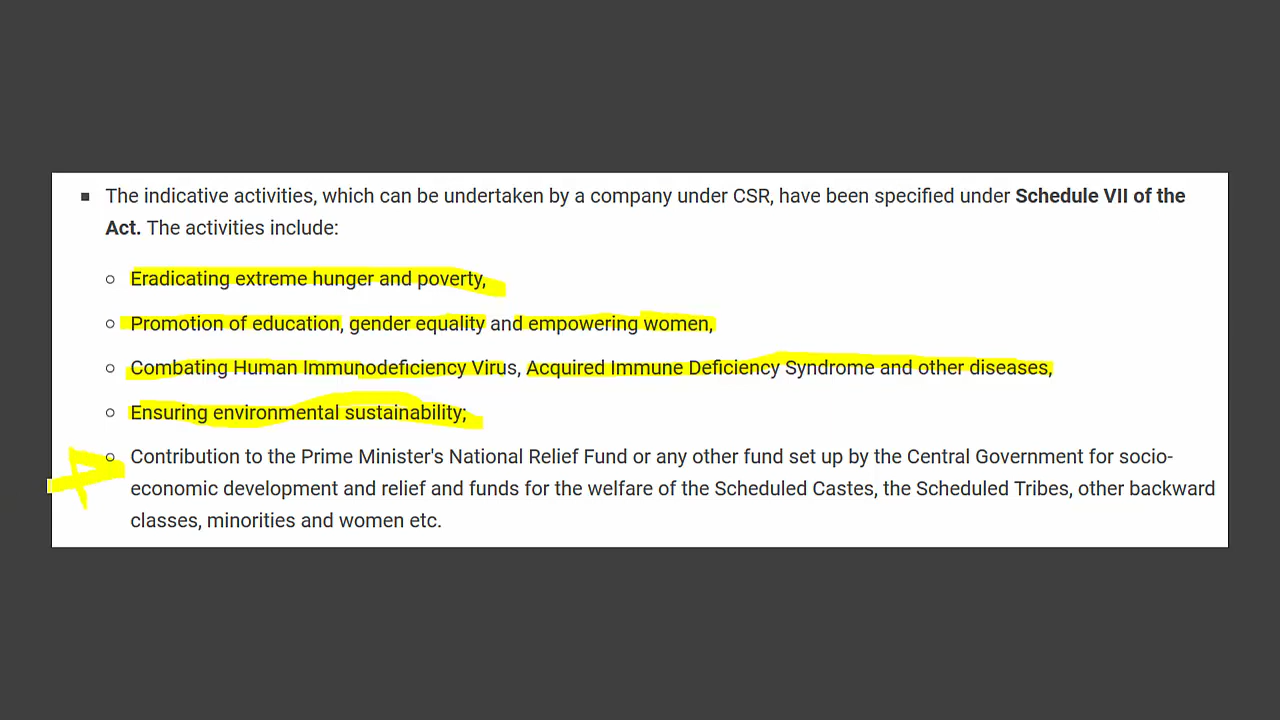 The indicative activities, which can be undertaken by a company under CSR, have been specified under Schedule VII of the
Act. The activities include:
Eradicating extreme hunger and poverty,
Promotion of education, gender equality and empowering women,
Combating Human Immunodeficiency Virus, Acquired Immune Deficiency Syndrome and other diseases,
Ensuring environmental sustainability;
Contribution to the Prime Minister's National Relief Fund or any other fund set up by the Central Government for socio-
economic development and relief and funds for the welfare of the Scheduled Castes, the Scheduled Tribes, other backward
classes, minorities and women etc.